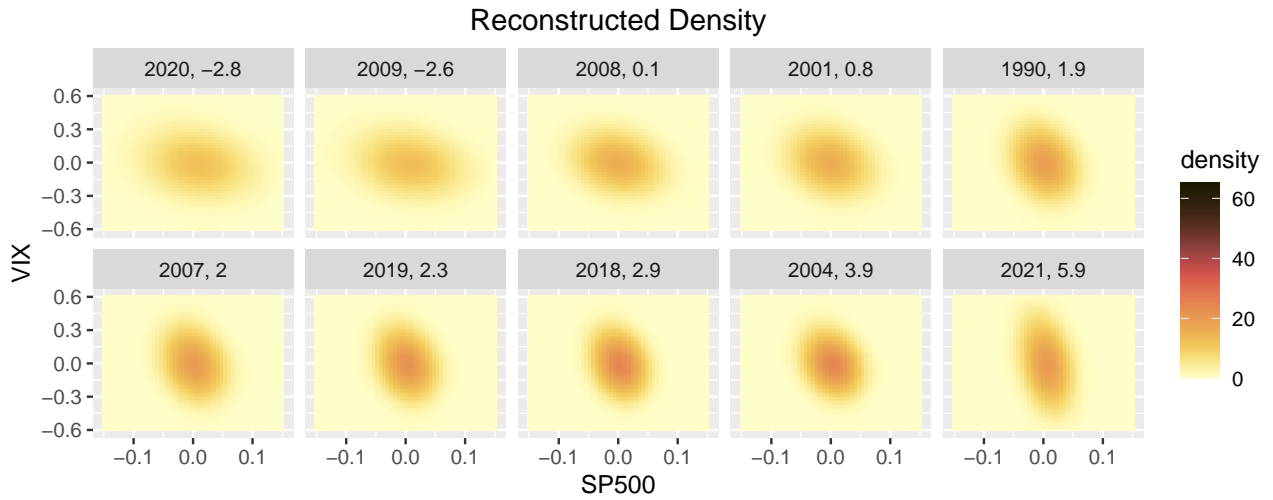 Reconstructed Density
2020, −2.8
2009, −2.6
2008, 0.1
2001, 0.8
1990, 1.9
0.6
0.3
0.0
−0.3
−0.6
2007, 2
2019, 2.3
2018, 2.9
2004, 3.9
2021, 5.9
0.6
0.3
0.0
−0.3
−0.6
−0.1 0.0 0.1
−0.1 0.0 0.1
−0.1 0.0 0.1
−0.1 0.0 0.1
−0.1 0.0 0.1
SP500
VIX
density
60
40
20
0